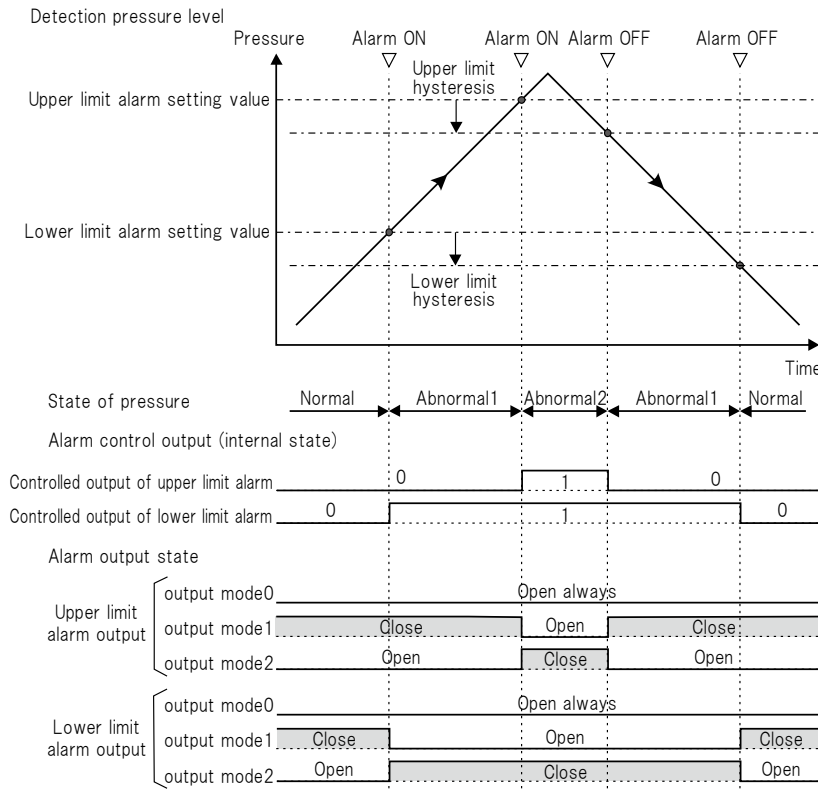 Detection pressure level
Pressure Alarm ON Alarm ON Alarm OFF Alarm OFF
Upper limit
hysteresis
Upper limit alarm setting value
Lower limit alarm setting value
Lower limit
hysteresis
Time
State of pressure Normal Abnormal1 Abnormal2 Abnormal1 Normal
Alarm control output (internal state)
Controlled output of upper limit alarm 0 1 0
Controlled output of lower limit alarm 0 1 0
Alarm output state
Upper limit
alarm output
output mode0 Open always
output mode1 Close Open Close
output mode2 Open Close Open
Lower limit
alarm output
output mode0 Open always
output mode1 Close Open Close
output mode2 Open Close Open